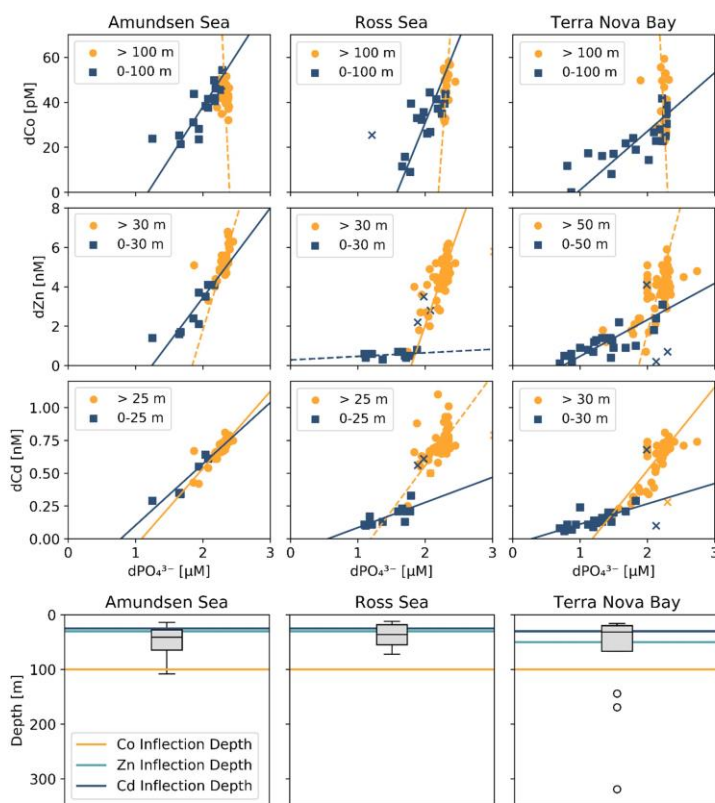 Amundsen Sea
Ross Sea
Terra Nova Bay
60
40
20
0
dCo
[pM]
> 100 m
0-100 m
> 100 m
0-100 m
> 100 m
0-100 m
8
6
4
2
0
dZn
[nM]
> 30 m
0-30 m
> 30 m
0-30 m
> 50 m
0-50 m
1.00
0.75
0.50
0.25
0.00
dCd
[nM]
> 25 m
0-25 m
> 25 m
0-25 m
> 30 m
0-30 m
0 1 2 3
0 1 2 3
0 1 2 3
dPO₄³⁻ [μM]
dPO₄³⁻ [μM]
dPO₄³⁻ [μM]
Amundsen Sea
Ross Sea
Terra Nova Bay
0
100
200
300
Depth [m]
Co Inflection Depth
Zn Inflection Depth
Cd Inflection Depth